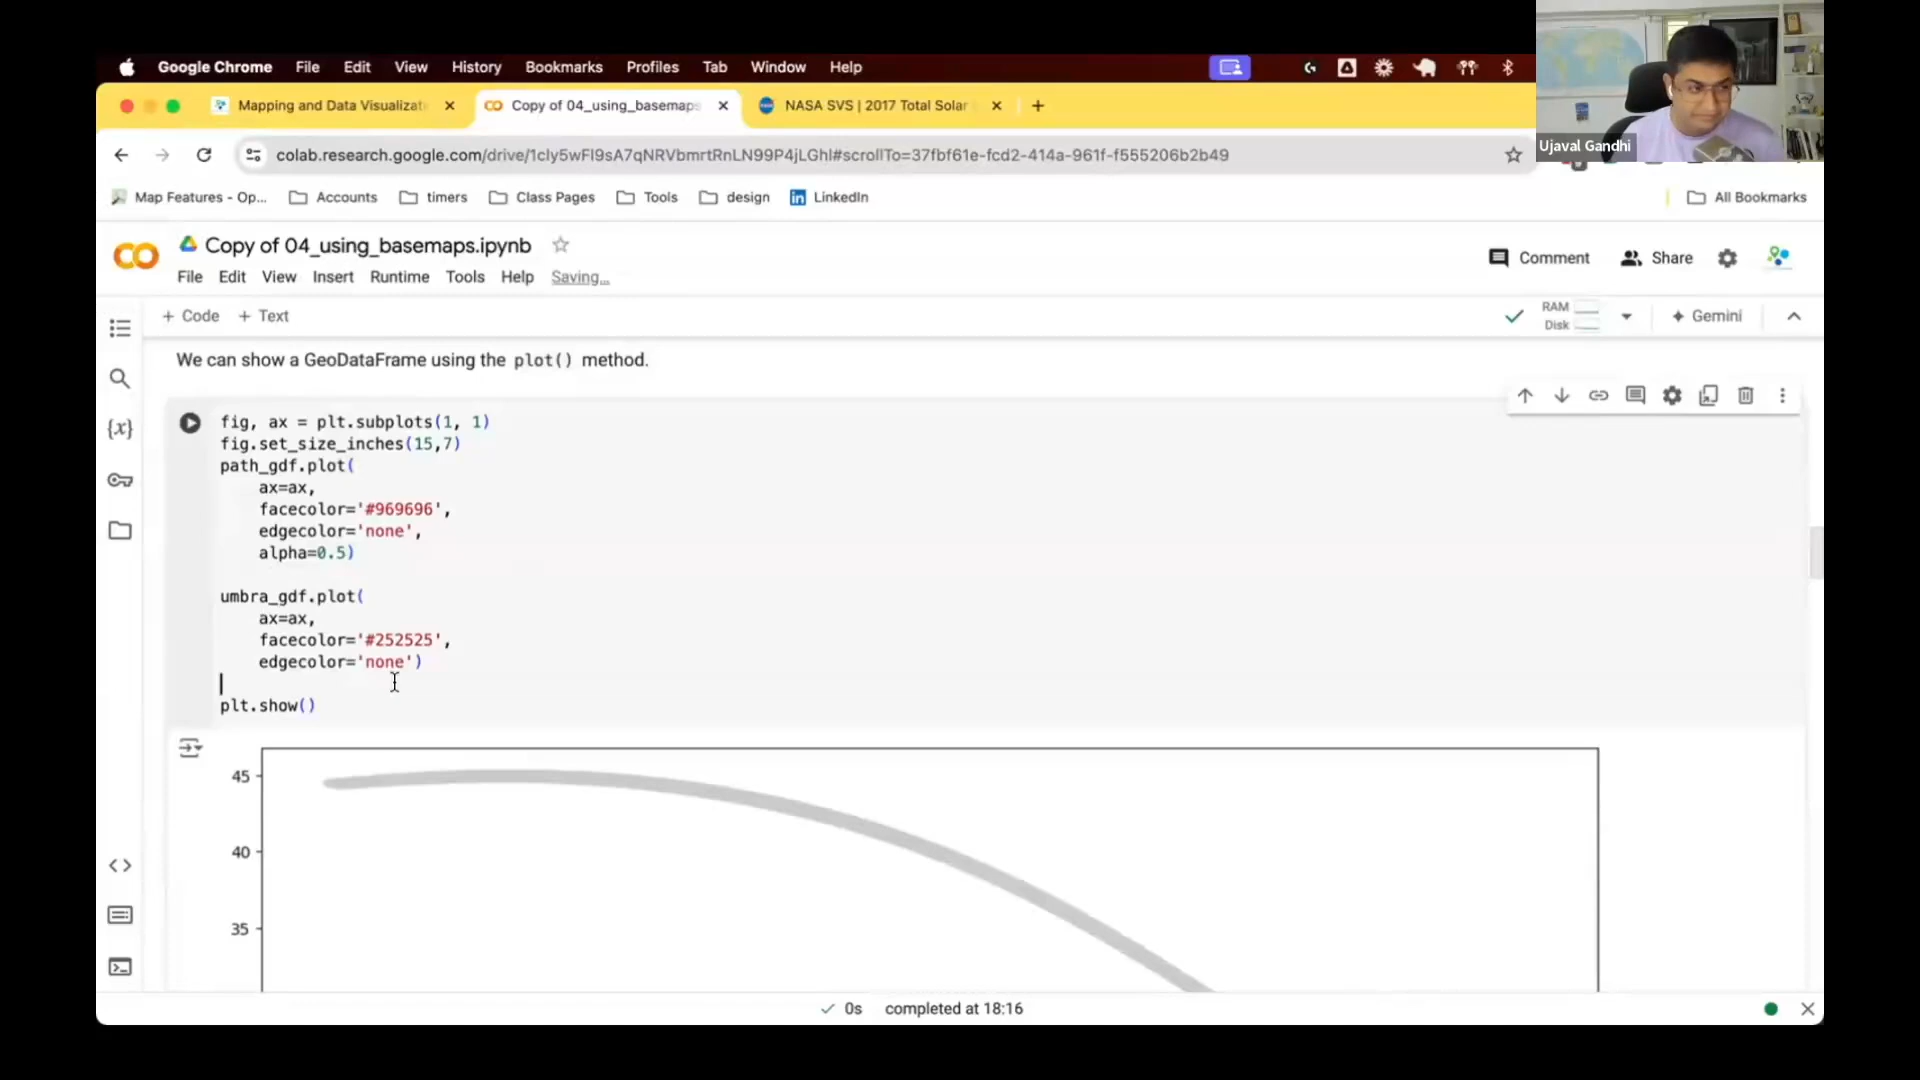 Google Chrome File Edit View History Bookmarks Profiles Tab Window Help
Mapping and Data Visualizat
Copy of 04_using_basemaps
NASA SVS | 2017 Total Solar
Ujaval Gandhi
colab.research.google.com/drive/1cIy5wFI9sA7qNRVbmrtRnLN99P4jLGhI#scrollTo=37fbf61e-fcd2-414a-961f-f555206b2b49
Map Features - Op... Accounts timers Class Pages Tools design LinkedIn All Bookmarks
Copy of 04_using_basemaps.ipynb
Comment Share
File Edit View Insert Runtime Tools Help Saving...
+ Code + Text
RAM
Disk
Gemini
We can show a GeoDataFrame using the plot() method.
fig, ax = plt.subplots(1, 1)
fig.set_size_inches(15,7)
path_gdf.plot(
    ax=ax,
    facecolor='#969696',
    edgecolor='none',
    alpha=0.5)
umbra_gdf.plot(
    ax=ax,
    facecolor='#252525',
    edgecolor='none')
plt.show()
45
40
35
0s completed at 18:16